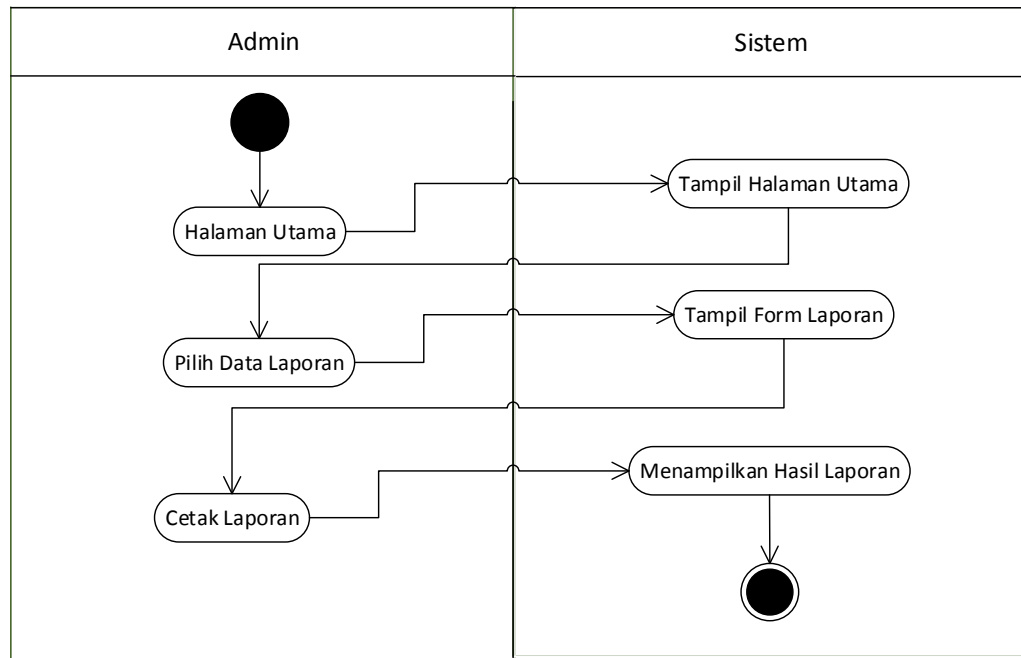 Admin
Sistem
Tampil Halaman Utama
Halaman Utama
Tampil Form Laporan
Pilih Data Laporan
Menampilkan Hasil Laporan
Cetak Laporan